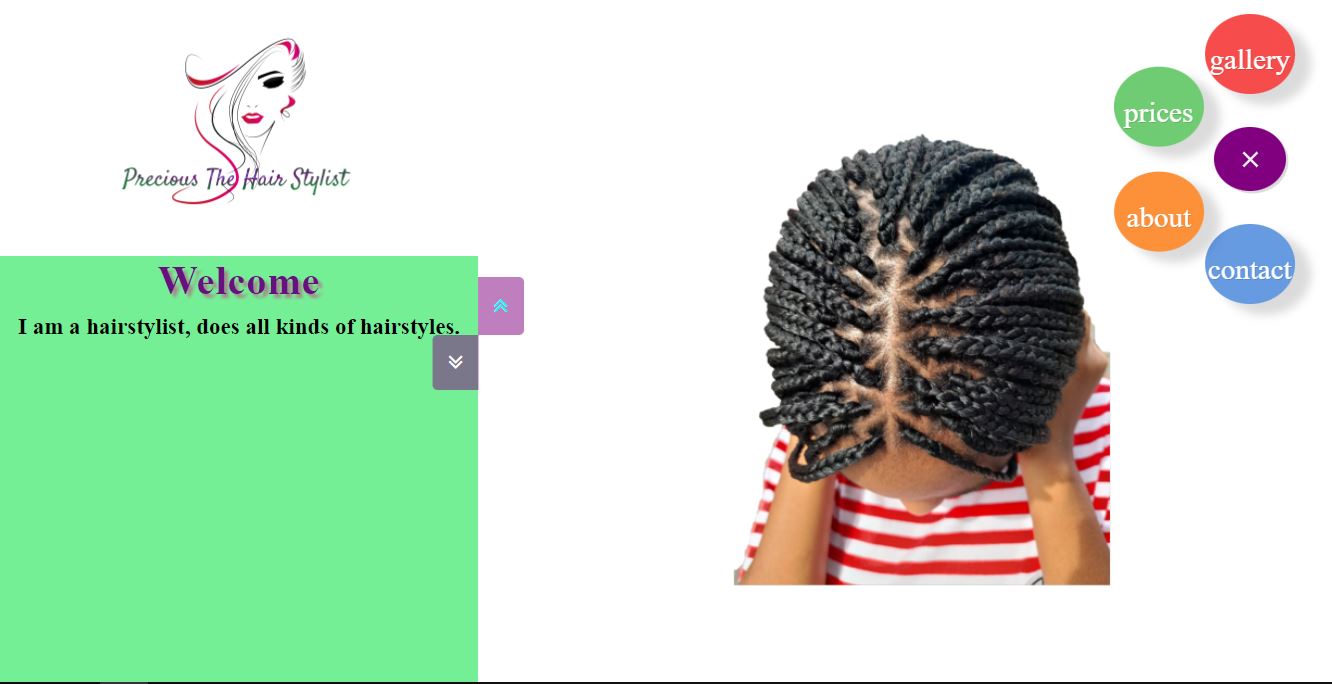 Precious The Hair Stylist
gallery
prices
about
contact
Welcome
I am a hairstylist, does all kinds of hairstyles.